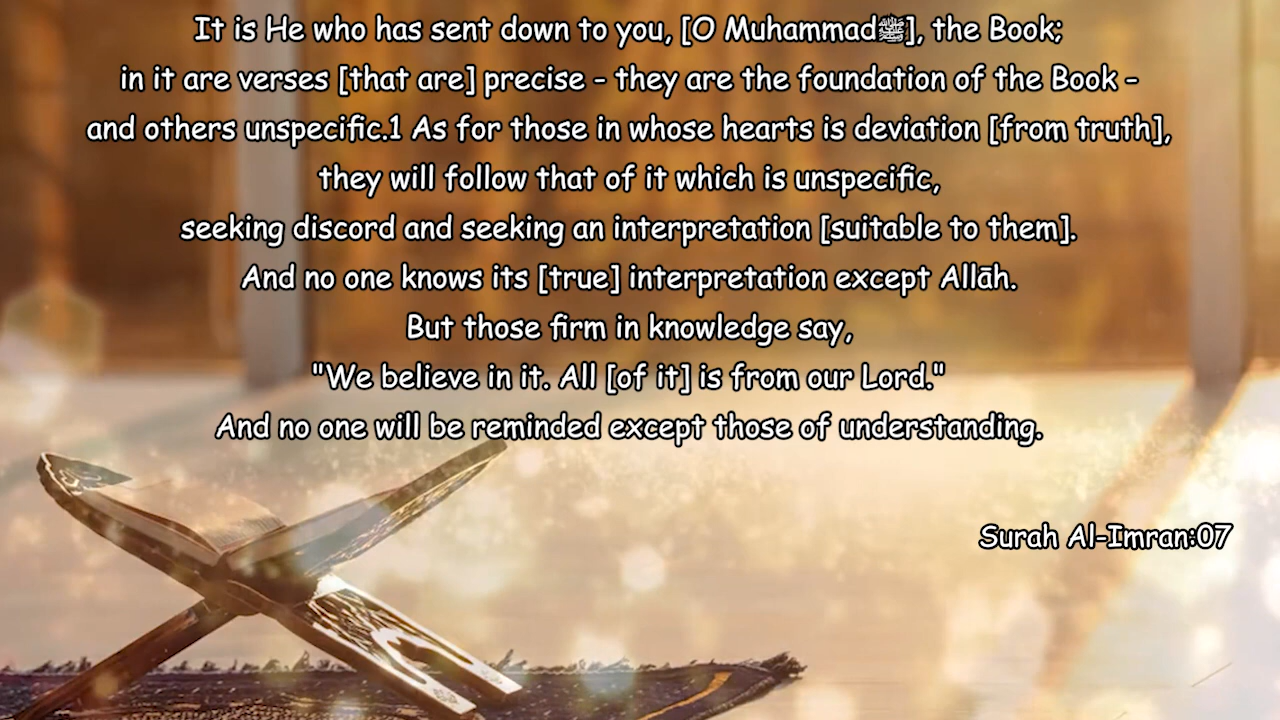 It is He who has sent down to you, [O Muhammadﷺ], the Book;
in it are verses [that are] precise – they are the foundation of the Book –
and others unspecific.1 As for those in whose hearts is deviation [from truth],
they will follow that of it which is unspecific,
seeking discord and seeking an interpretation [suitable to them].
And no one knows its [true] interpretation except Allāh.
But those firm in knowledge say,
"We believe in it. All [of it] is from our Lord."
And no one will be reminded except those of understanding.
Surah Al-Imran:07